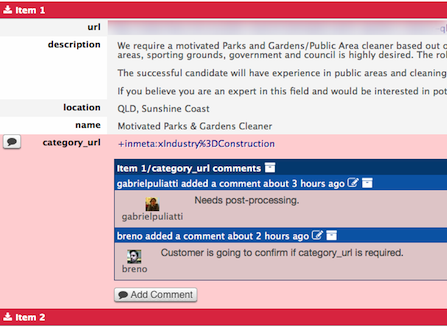 Item 1
url
description We require a motivated Parks and Gardens/Public Area cleaner based out
areas, sporting grounds, government and council is highly desired. The
The successful candidate will have experience in public areas and cleaning
If you believe you are an expert in this field and would be interested in
location QLD, Sunshine Coast
name Motivated Parks & Gardens Cleaner
category_url +inmeta:xIndustry%3DConstruction
Item 1/category_url comments
gabrielpuliatti added a comment about 3 hours ago
Needs post-processing.
gabrielpuliatti
breno added a comment about 2 hours ago
Customer is going to confirm if category_url is required.
breno
Add Comment
Item 2